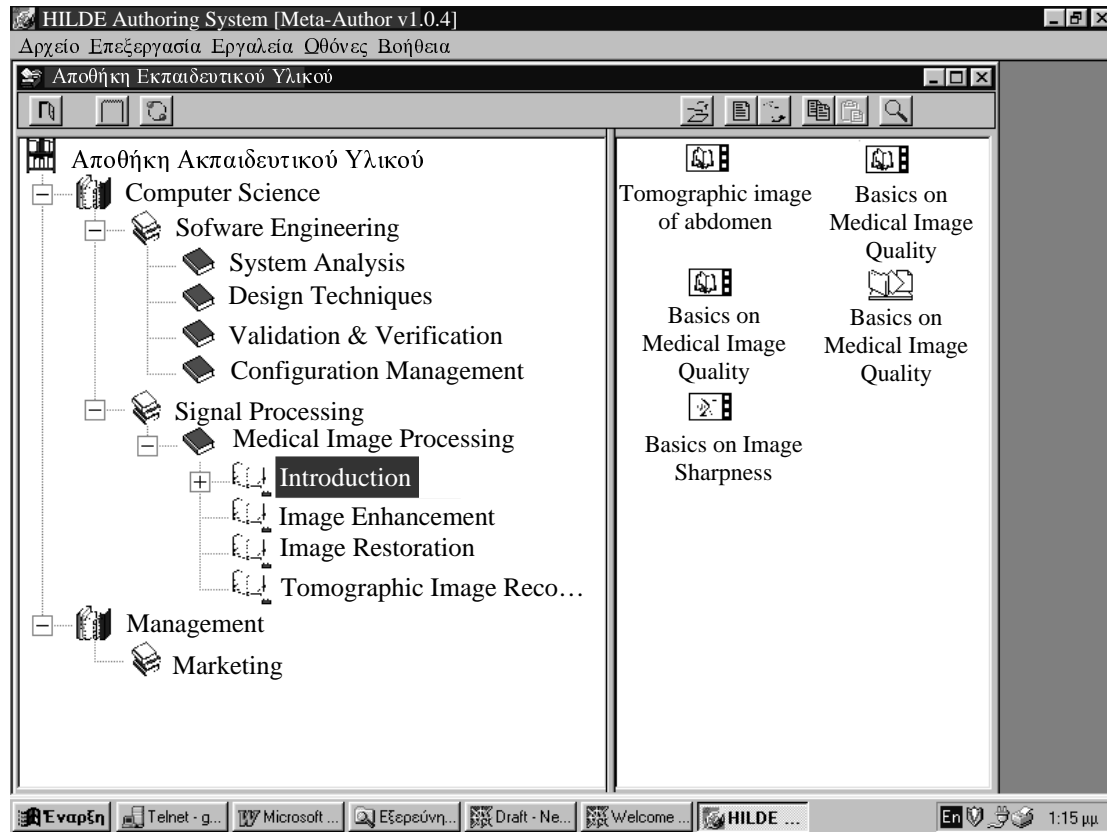 HILDE Authoring System [Meta-Author v1.0.4]
Αρχείο Επεξεργασία Εργαλεία Οθόνες Βοήθεια
Αποθήκη Εκπαιδευτικού Υλικού
Αποθήκη Ακπαιδευτικού Υλικού
Computer Science
Sofware Engineering
System Analysis
Design Techniques
Validation & Verification
Configuration Management
Signal Processing
Medical Image Processing
Introduction
Image Enhancement
Image Restoration
Tomographic Image Reco…
Management
Marketing
Tomographic image
of abdomen
Basics on
Medical Image
Quality
Basics on
Medical Image
Quality
Basics on
Medical Image
Quality
Basics on Image
Sharpness
Έναρξη Telnet - g... Microsoft ... Εξερεύνη... Draft - Ne... Welcome ... HILDE ... En 1:15 μμ